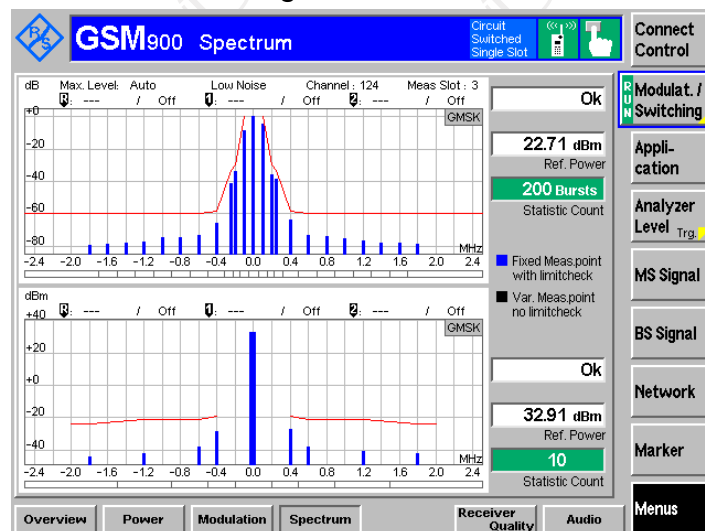 GSM900 Spectrum
Circuit
Switched
Single Slot
Connect
Control
dB Max. Level: Auto Low Noise Channel : 124 Meas Slot : 3
R: --- / Off 1: --- / Off 2: --- / Off
+0
GMSK
-20
-40
-60
-80
MHz
-2.4 -2.0 -1.6 -1.2 -0.8 -0.4 0.0 0.4 0.8 1.2 1.6 2.0 2.4
Ok
22.71 dBm
Ref. Power
200 Bursts
Statistic Count
Fixed Meas.point
with limitcheck
Var. Meas.point
no limitcheck
dBm
R: --- / Off 1: --- / Off 2: --- / Off
+40
GMSK
+20
+0
-20
-40
MHz
-2.4 -2.0 -1.6 -1.2 -0.8 -0.4 0.0 0.4 0.8 1.2 1.6 2.0 2.4
Ok
32.91 dBm
Ref. Power
10
Statistic Count
RUN
Modulat. /
Switching
Appli-
cation
Analyzer
Level Trg.
MS Signal
BS Signal
Network
Marker
Menus
Overview Power Modulation Spectrum Receiver
Quality Audio